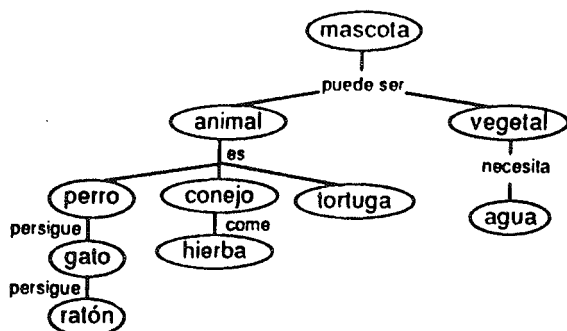 mascota
puede ser
animal vegetal
es necesita
perro conejo tortuga
persigue come agua
gato hierba
persigue
ratón